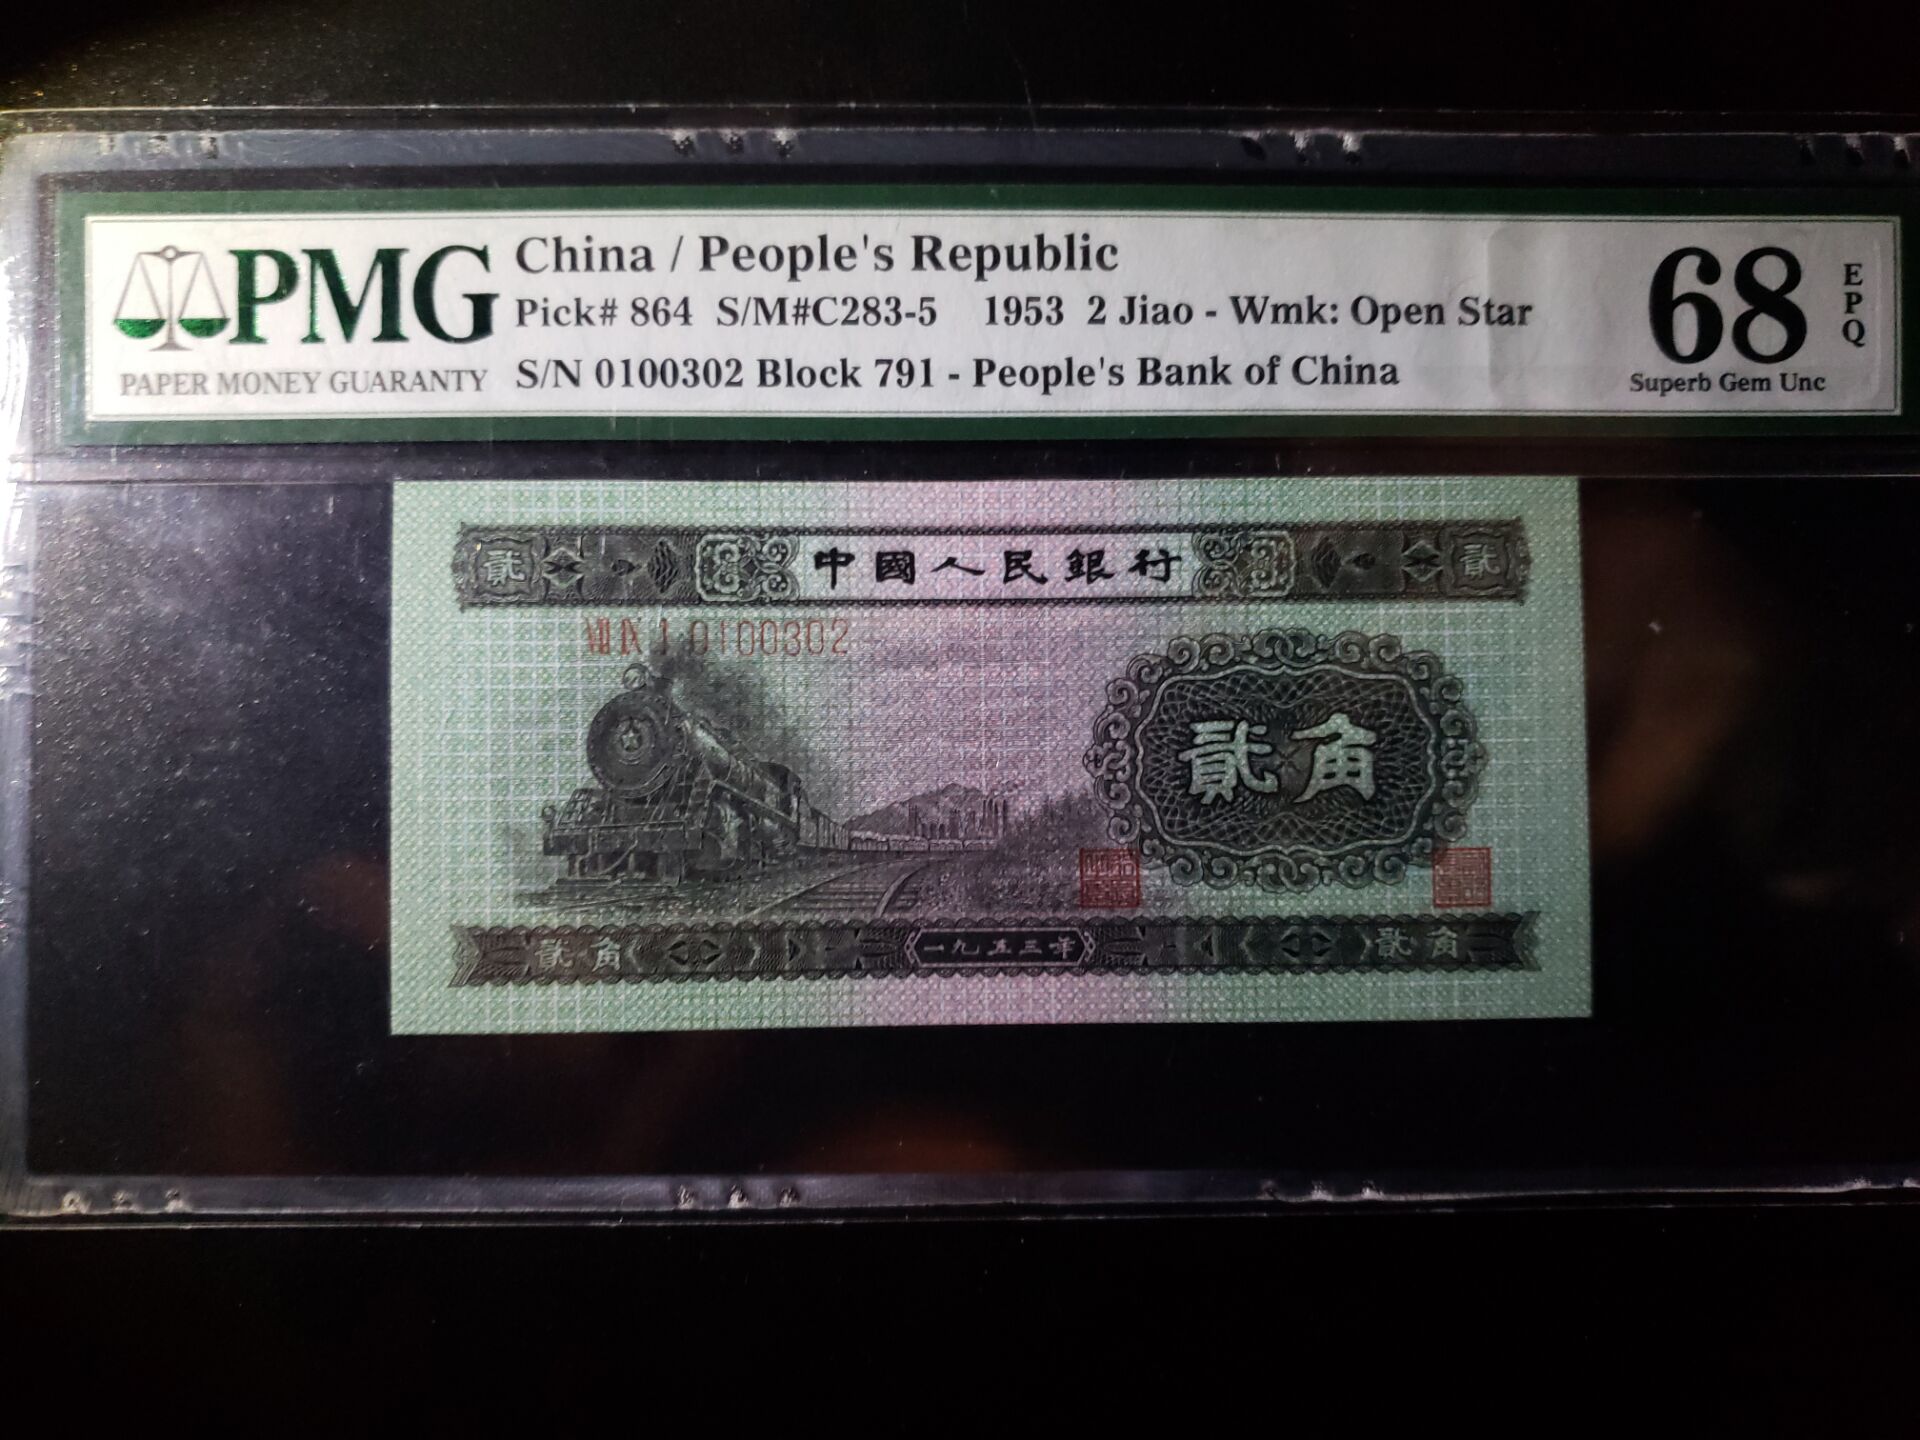 PMG
PAPER MONEY GUARANTY
China / People's Republic
Pick# 864 S/M#C283-5 1953 2 Jiao - Wmk: Open Star
S/N 0100302 Block 791 - People's Bank of China
68
EPQ
Superb Gem Unc
貳 中國人民銀行 貳
Ⅶ Ⅸ Ⅰ 0100302
貳角
貳角 一九五三年 貳角